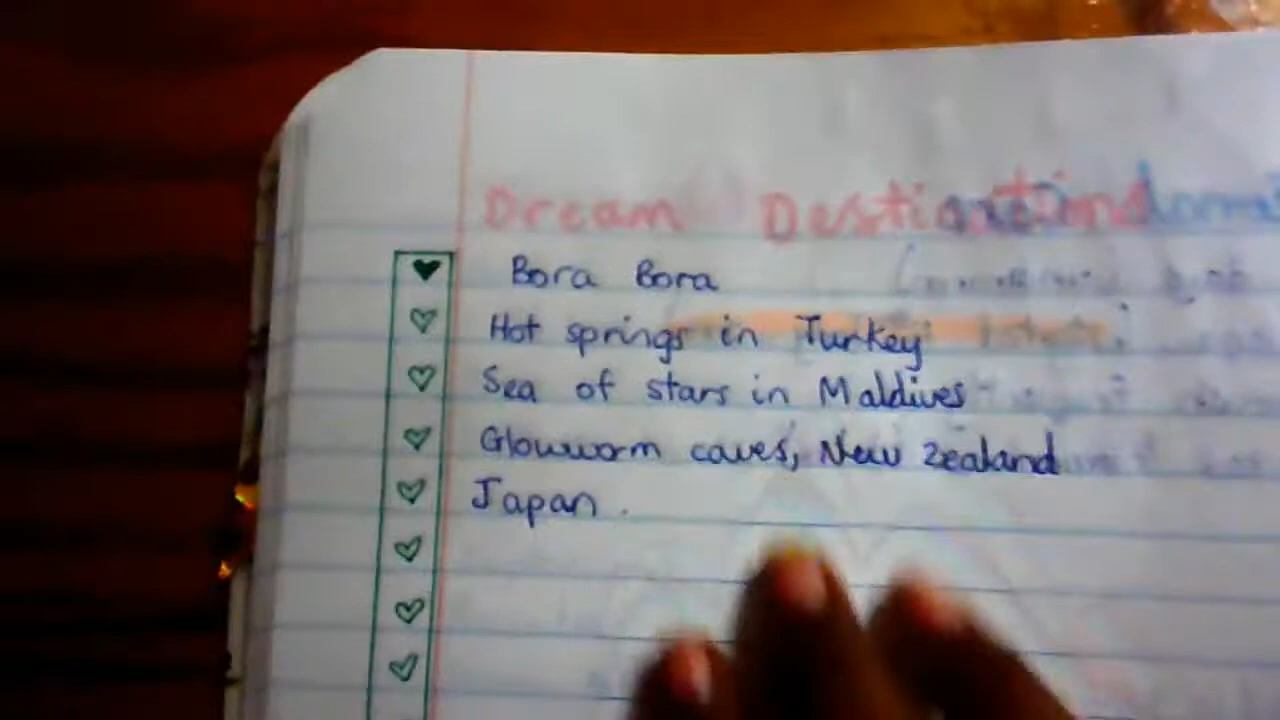 Dream Destinations
Bora Bora
Hot springs in Turkey
Sea of stars in Maldives
Glowworm caves, New Zealand
Japan.